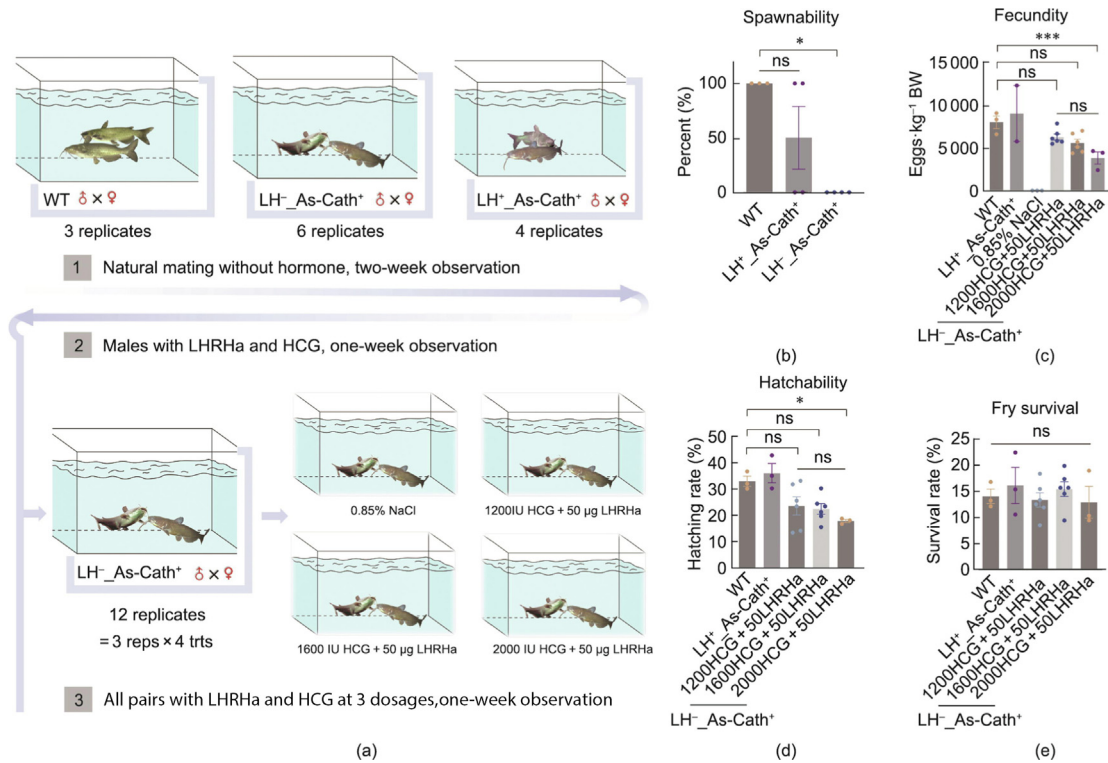 WT ♂ × ♀
3 replicates
LH⁻_As-Cath⁺ ♂ × ♀
6 replicates
LH⁺_As-Cath⁺ ♂ × ♀
4 replicates
1 Natural mating without hormone, two-week observation
2 Males with LHRHa and HCG, one-week observation
LH⁻_As-Cath⁺ ♂ × ♀
12 replicates
= 3 reps × 4 trts
0.85% NaCl
1200IU HCG + 50 μg LHRHa
1600 IU HCG + 50 μg LHRHa
2000 IU HCG + 50 μg LHRHa
3 All pairs with LHRHa and HCG at 3 dosages,one-week observation
(a)
Spawnability
*
ns
Percent (%)
100
50
0
WT
LH⁺_As-Cath⁺
LH⁻_As-Cath⁺
(b)
Fecundity
***
ns
ns
ns
Eggs·kg⁻¹ BW
15 000
10 000
5000
0
WT
LH⁺_As-Cath⁺
0.85% NaCl
1200HCG+50LHRHa
1600HCG+50LHRHa
2000HCG+50LHRHa
LH⁻_As-Cath⁺
(c)
Hatchability
*
ns
ns
ns
Hatching rate (%)
50
40
30
20
10
0
WT
LH⁺_As-Cath⁺
1200HCG + 50LHRHa
1600HCG + 50LHRHa
2000HCG + 50LHRHa
LH⁻_As-Cath⁺
(d)
Fry survival
ns
Survival rate (%)
25
20
15
10
5
0
WT
LH⁺_As-Cath⁺
1200HCG + 50LHRHa
1600HCG + 50LHRHa
2000HCG + 50LHRHa
LH⁻_As-Cath⁺
(e)